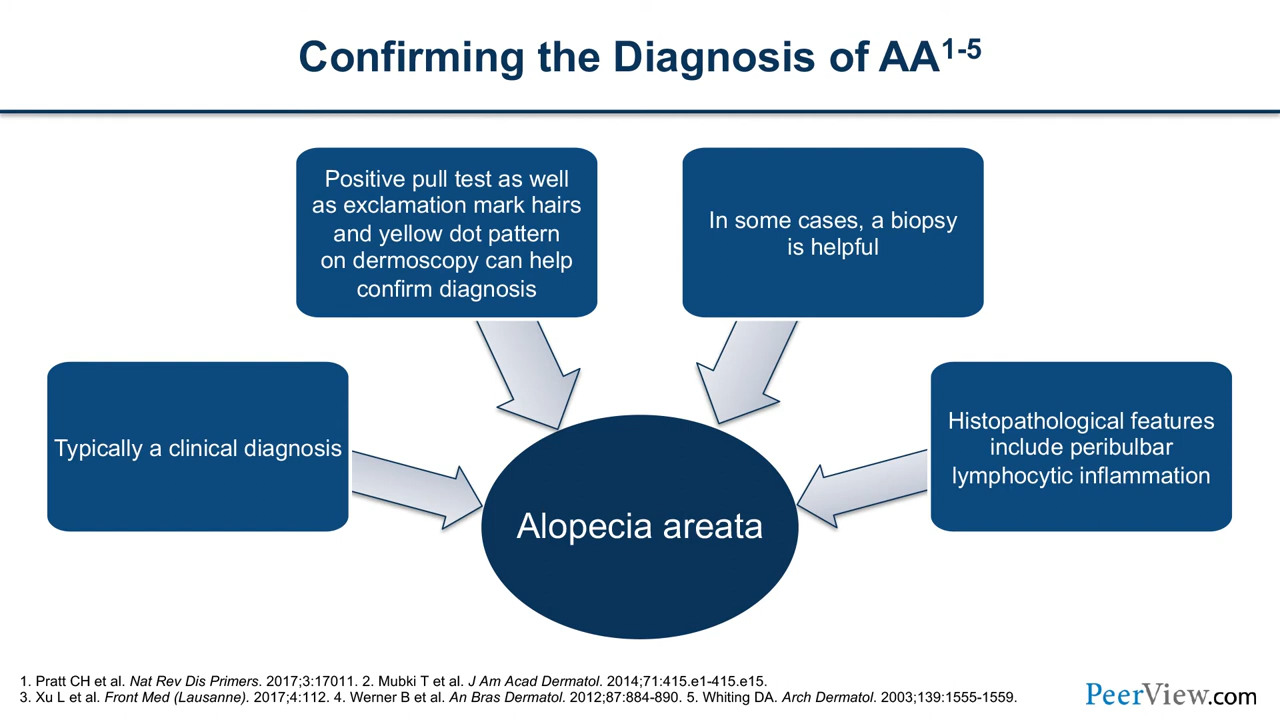 Confirming the Diagnosis of AA1-5
Positive pull test as well
as exclamation mark hairs
and yellow dot pattern
on dermoscopy can help
confirm diagnosis
In some cases, a biopsy
is helpful
Typically a clinical diagnosis
Histopathological features
include peribulbar
lymphocytic inflammation
Alopecia areata
1. Pratt CH et al. Nat Rev Dis Primers. 2017;3:17011. 2. Mubki T et al. J Am Acad Dermatol. 2014;71:415.e1-415.e15.
3. Xu L et al. Front Med (Lausanne). 2017;4:112. 4. Werner B et al. An Bras Dermatol. 2012;87:884-890. 5. Whiting DA. Arch Dermatol. 2003;139:1555-1559.
PeerView.com